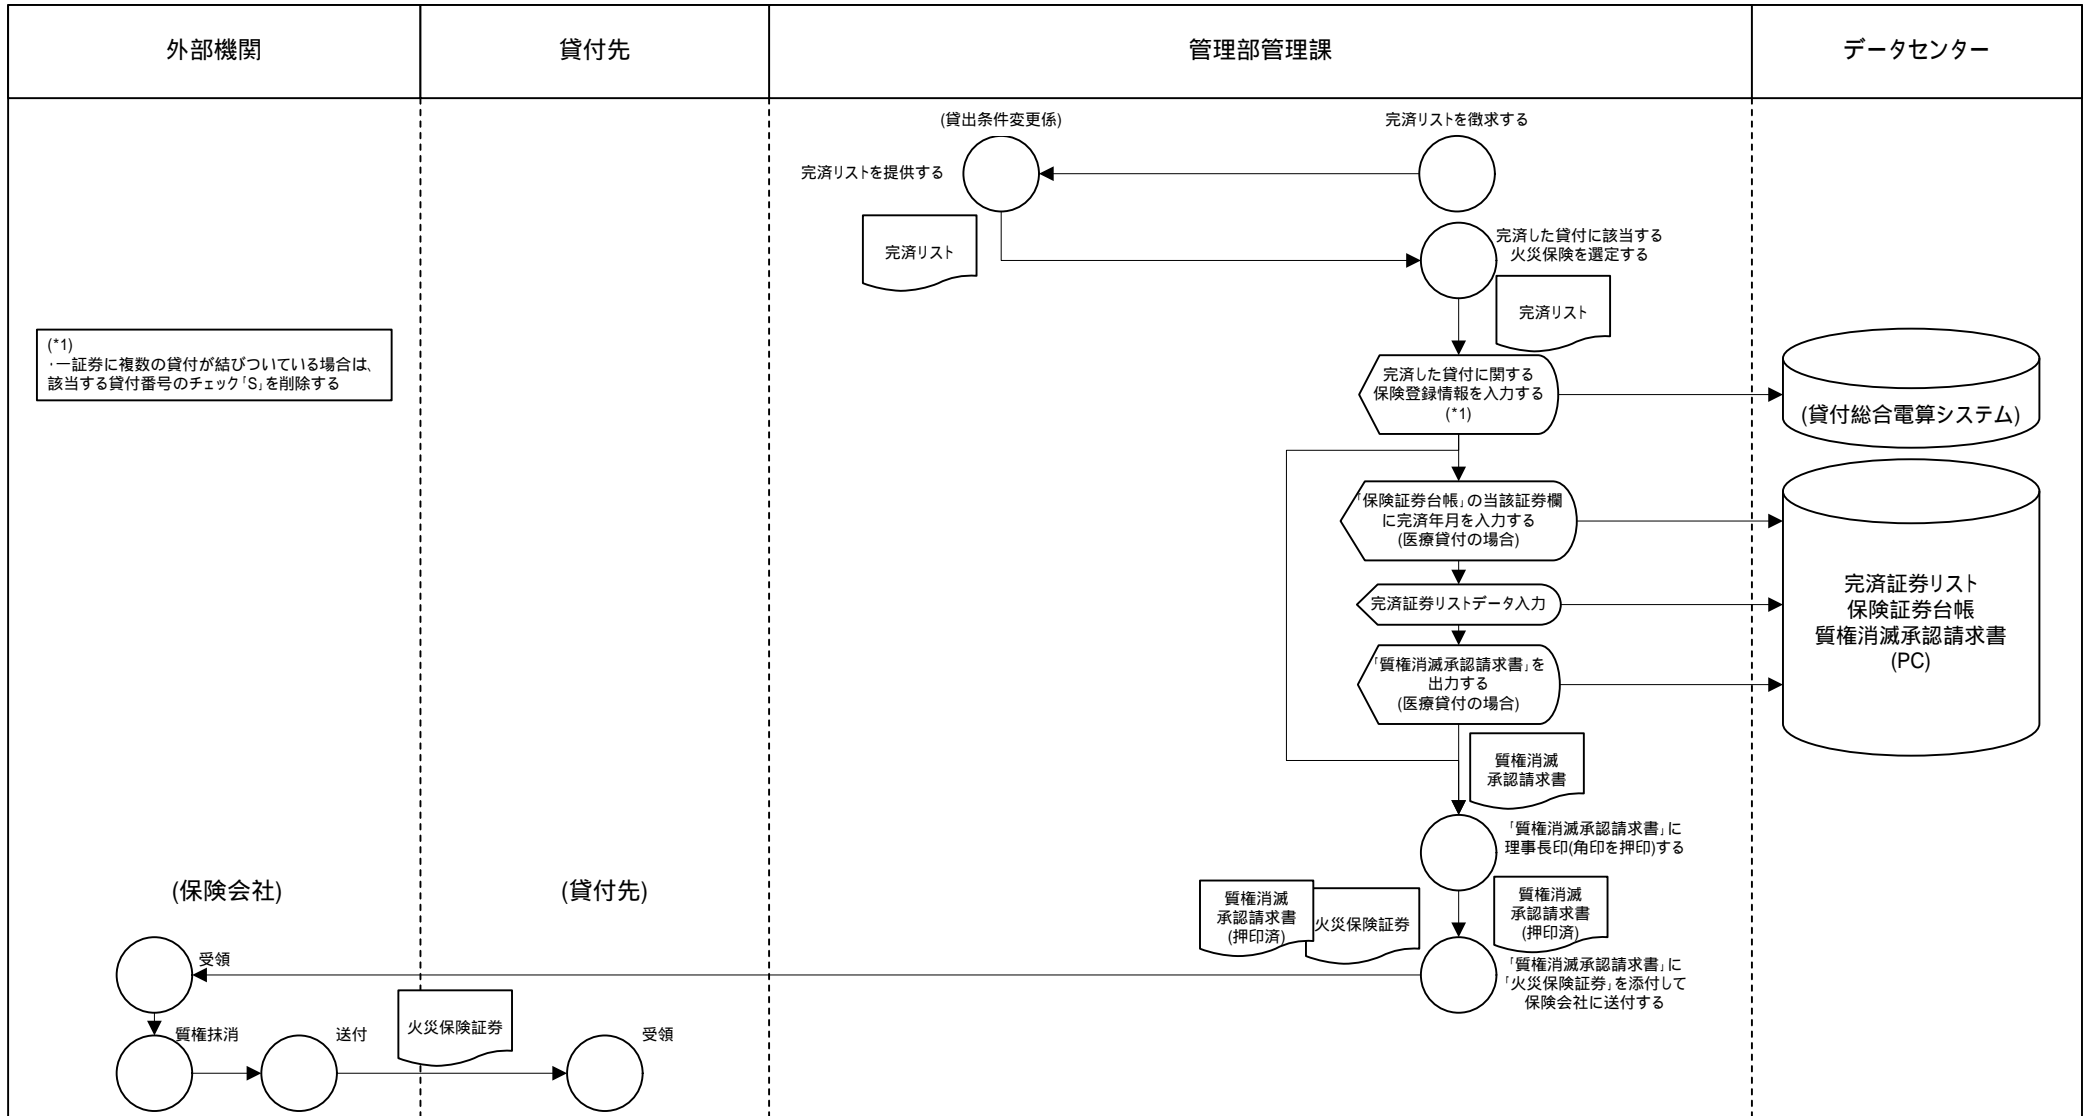 外部機関
貸付先
管理部管理課
データセンター
(貸出条件変更係)
完済リストを徴求する
完済リストを提供する
完済リスト
完済した貸付に該当する
火災保険を選定する
完済リスト
(*1)
・一証券に複数の貸付が結びついている場合は、
該当する貸付番号のチェック「S」を削除する
完済した貸付に関する
保険登録情報を入力する
(*1)
(貸付総合電算システム)
「保険証券台帳」の当該証券欄
に完済年月を入力する
(医療貸付の場合)
完済証券リストデータ入力
完済証券リスト
保険証券台帳
質権消滅承認請求書
(PC)
「質権消滅承認請求書」を
出力する
(医療貸付の場合)
質権消滅
承認請求書
「質権消滅承認請求書」に
理事長印(角印を押印)する
(保険会社)
(貸付先)
質権消滅
承認請求書
(押印済)
火災保険証券
質権消滅
承認請求書
(押印済)
受領
「質権消滅承認請求書」に
「火災保険証券」を添付して
保険会社に送付する
質権抹消
送付
火災保険証券
受領